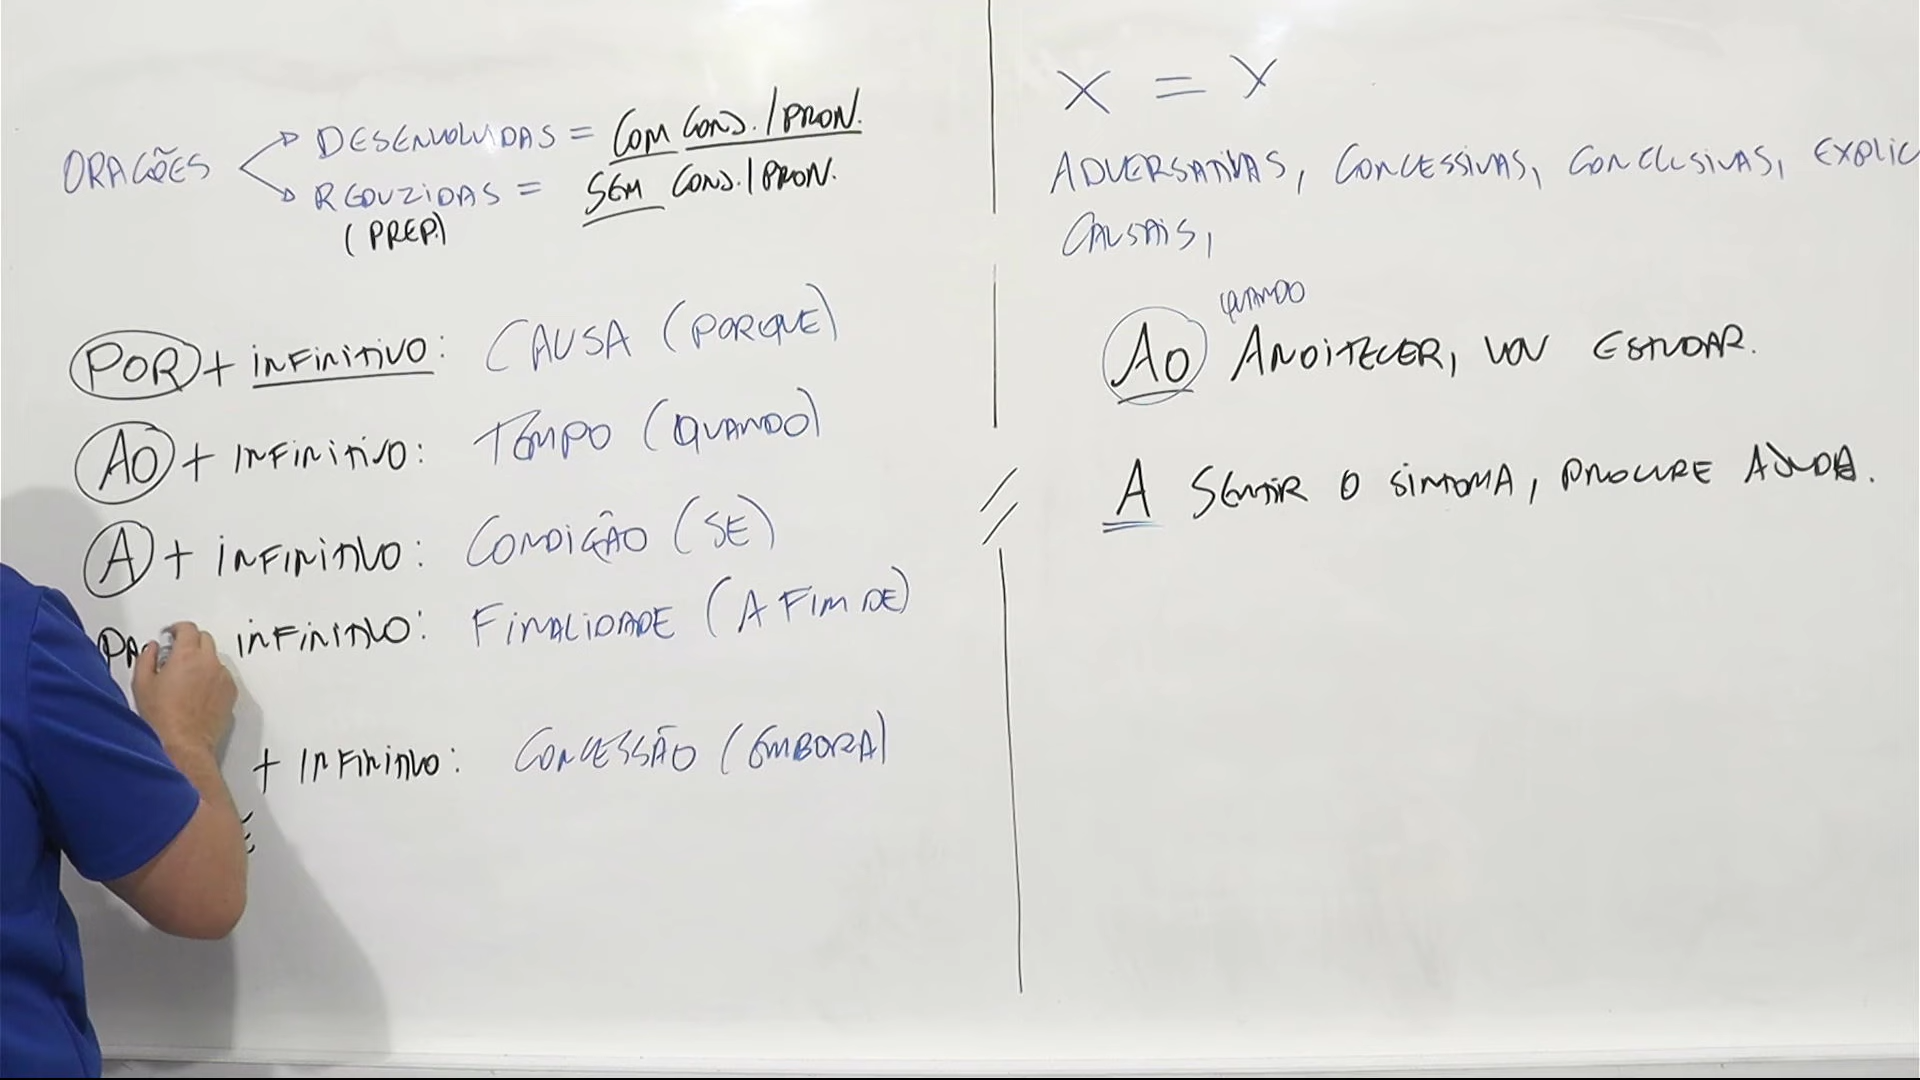 ORAÇÕES
DESENVOLVIDAS = COM CONJ. / PRON.
REDUZIDAS = SEM CONJ. / PRON.
(PREP.)
POR + INFINITIVO: CAUSA (PORQUE)
AO + INFINITIVO: TEMPO (QUANDO)
A + INFINITIVO: CONDIÇÃO (SE)
INFINITIVO: FINALIDADE (A FIM DE)
+ INFINITIVO: CONCESSÃO (EMBORA)
X = Y
ADVERSATIVAS, CONCESSIVAS, CONCLUSIVAS, EXPLIC
CAUSAIS,
QUANDO
AO ANOITECER, VOU ESTUDAR.
A SENTIR O SINTOMA, PROCURE AJUDA.